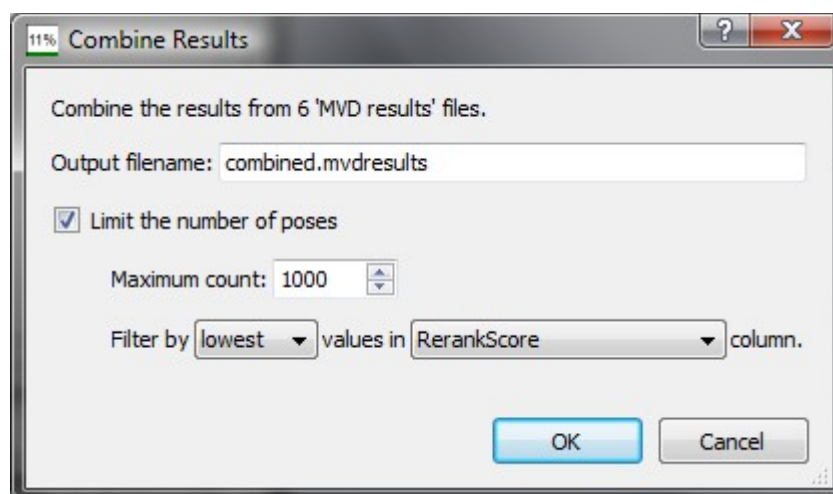 11% Combine Results ?
Combine the results from 6 'MVD results' files.
Output filename: combined.mvdresults
Limit the number of poses
Maximum count: 1000
Filter by lowest values in RerankScore column.
OK Cancel